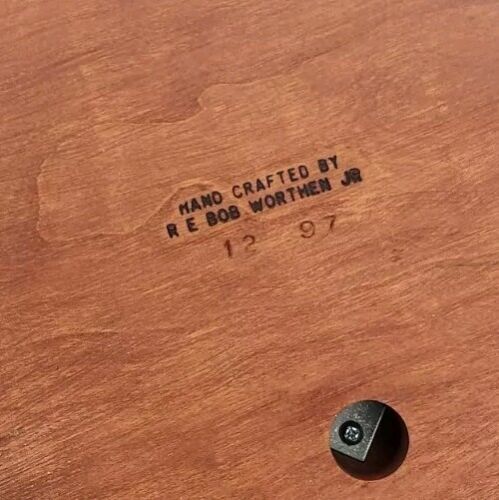 HAND CRAFTED BY
R E BOB WORTHEN JR
12 97